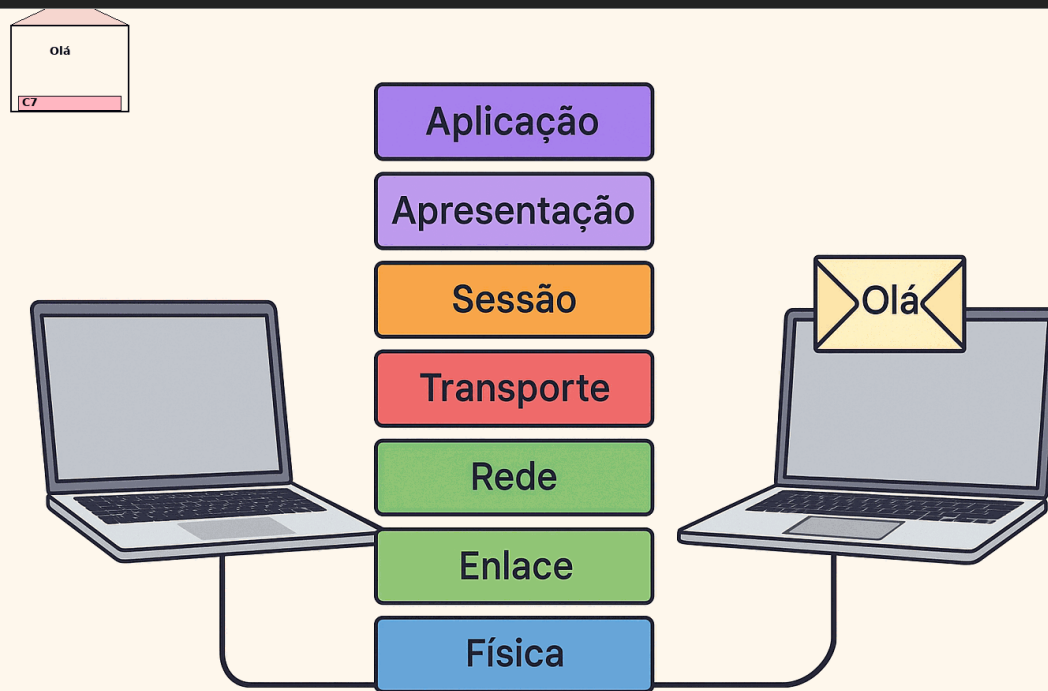 Olá
C7
Aplicação
Apresentação
Sessão
Olá
Transporte
Rede
Enlace
Física